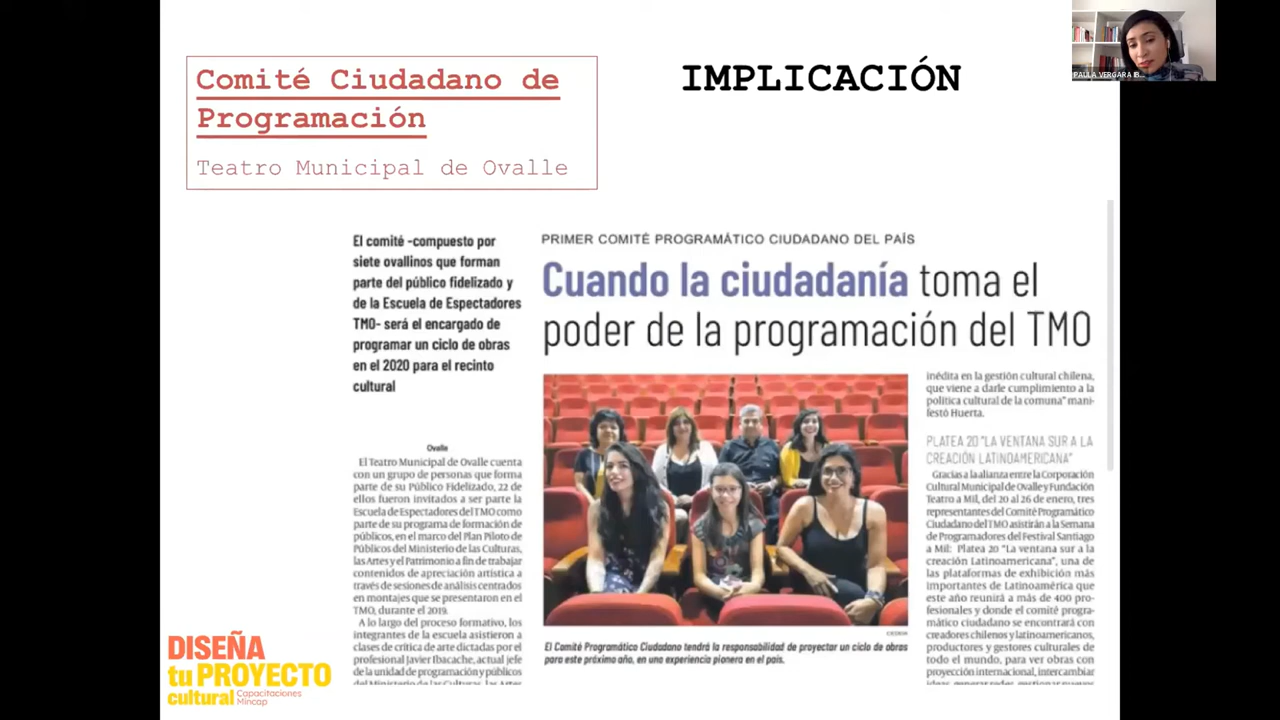 Comité Ciudadano de
Programación
Teatro Municipal de Ovalle
IMPLICACIÓN
PAULA VERGARA IB...
El comité -compuesto por
siete ovallinos que forman
parte del público fidelizado y
de la Escuela de Espectadores
TMO- será el encargado de
programar un ciclo de obras
en el 2020 para el recinto
cultural
PRIMER COMITÉ PROGRAMÁTICO CIUDADANO DEL PAÍS
Cuando la ciudadanía toma el
poder de la programación del TMO
Ovalle
El Teatro Municipal de Ovalle cuenta
con un grupo de personas que forma
parte de su Público Fidelizado, 22 de
ellos fueron invitados a ser parte la
Escuela de Espectadores del TMO como
parte de su programa de formación de
públicos, en el marco del Plan Piloto de
Públicos del Ministerio de las Culturas,
las Artes y el Patrimonio a fin de trabajar
contenidos de apreciación artística a
través de sesiones de análisis centrados
en montajes que se presentaron en el
TMO, durante el 2019.
A lo largo del proceso formativo, los
integrantes de la escuela asistieron a
clases de crítica de arte dictadas por el
profesional Javier Ibacache, actual jefe
de la unidad de programación y públicos
del Ministerio de las Culturas, las Artes
El Comité Programático Ciudadano tendrá la responsabilidad de proyectar un ciclo de obras
para este próximo año, en una experiencia pionera en el país.
inédita en la gestión cultural chilena,
que viene a darle cumplimiento a la
política cultural de la comuna" mani-
festó Huerta.
PLATEA 20 "LA VENTANA SUR A LA
CREACIÓN LATINOAMERICANA"
Gracias a la alianza entre la Corporación
Cultural Municipal de Ovalle y Fundación
Teatro a Mil, del 20 al 26 de enero, tres
representantes del Comité Programático
Ciudadano del TMO asistirán a la Semana
de Programadores del Festival Santiago
a Mil: Platea 20 "La ventana sur a la
creación Latinoamericana", una de
las plataformas de exhibición más
importantes de Latinoamérica que
este año reunirá a más de 400 pro-
fesionales y donde el comité progra-
mático ciudadano se encontrará con
creadores chilenos y latinoamericanos,
productores y gestores culturales de
todo el mundo, para ver obras con
proyección internacional, intercambiar
ideas, generar redes, gestionar nuevos
DISEÑA
tu PROYECTO
cultural Capacitaciones
Mincap